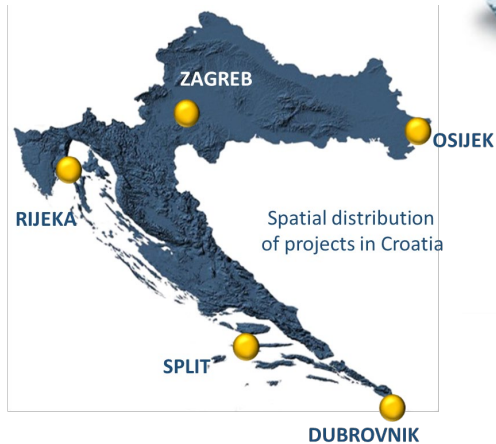 ZAGREB
OSIJEK
RIJEKA
Spatial distribution
of projects in Croatia
SPLIT
DUBROVNIK